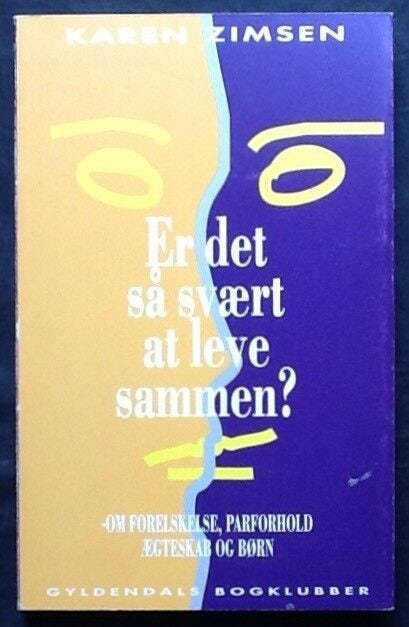 KAREN ZIMSEN
Er det
så svært
at leve
sammen?
-OM FORELSKELSE, PARFORHOLD
ÆGTESKAB OG BØRN
GYLDENDALS BOGKLUBBER